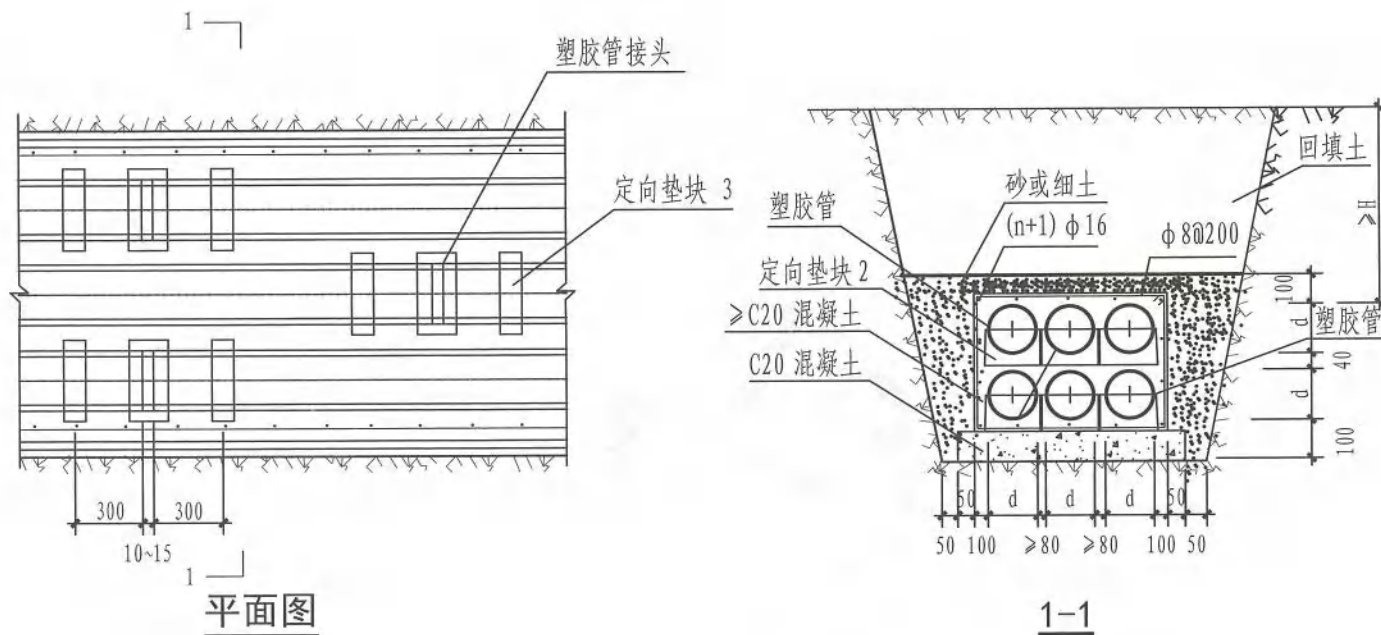 1
塑胶管接头
定向垫块 3
300 300
10~15
1
平面图
回填土
砂或细土
塑胶管
(n+1)ϕ16
ϕ8@200
≥H
定向垫块2
≥C20 混凝土
C20 混凝土
塑胶管
100
d
40
d
100
50 d d d 50
50 100 ≥80 ≥80 100 50
1-1